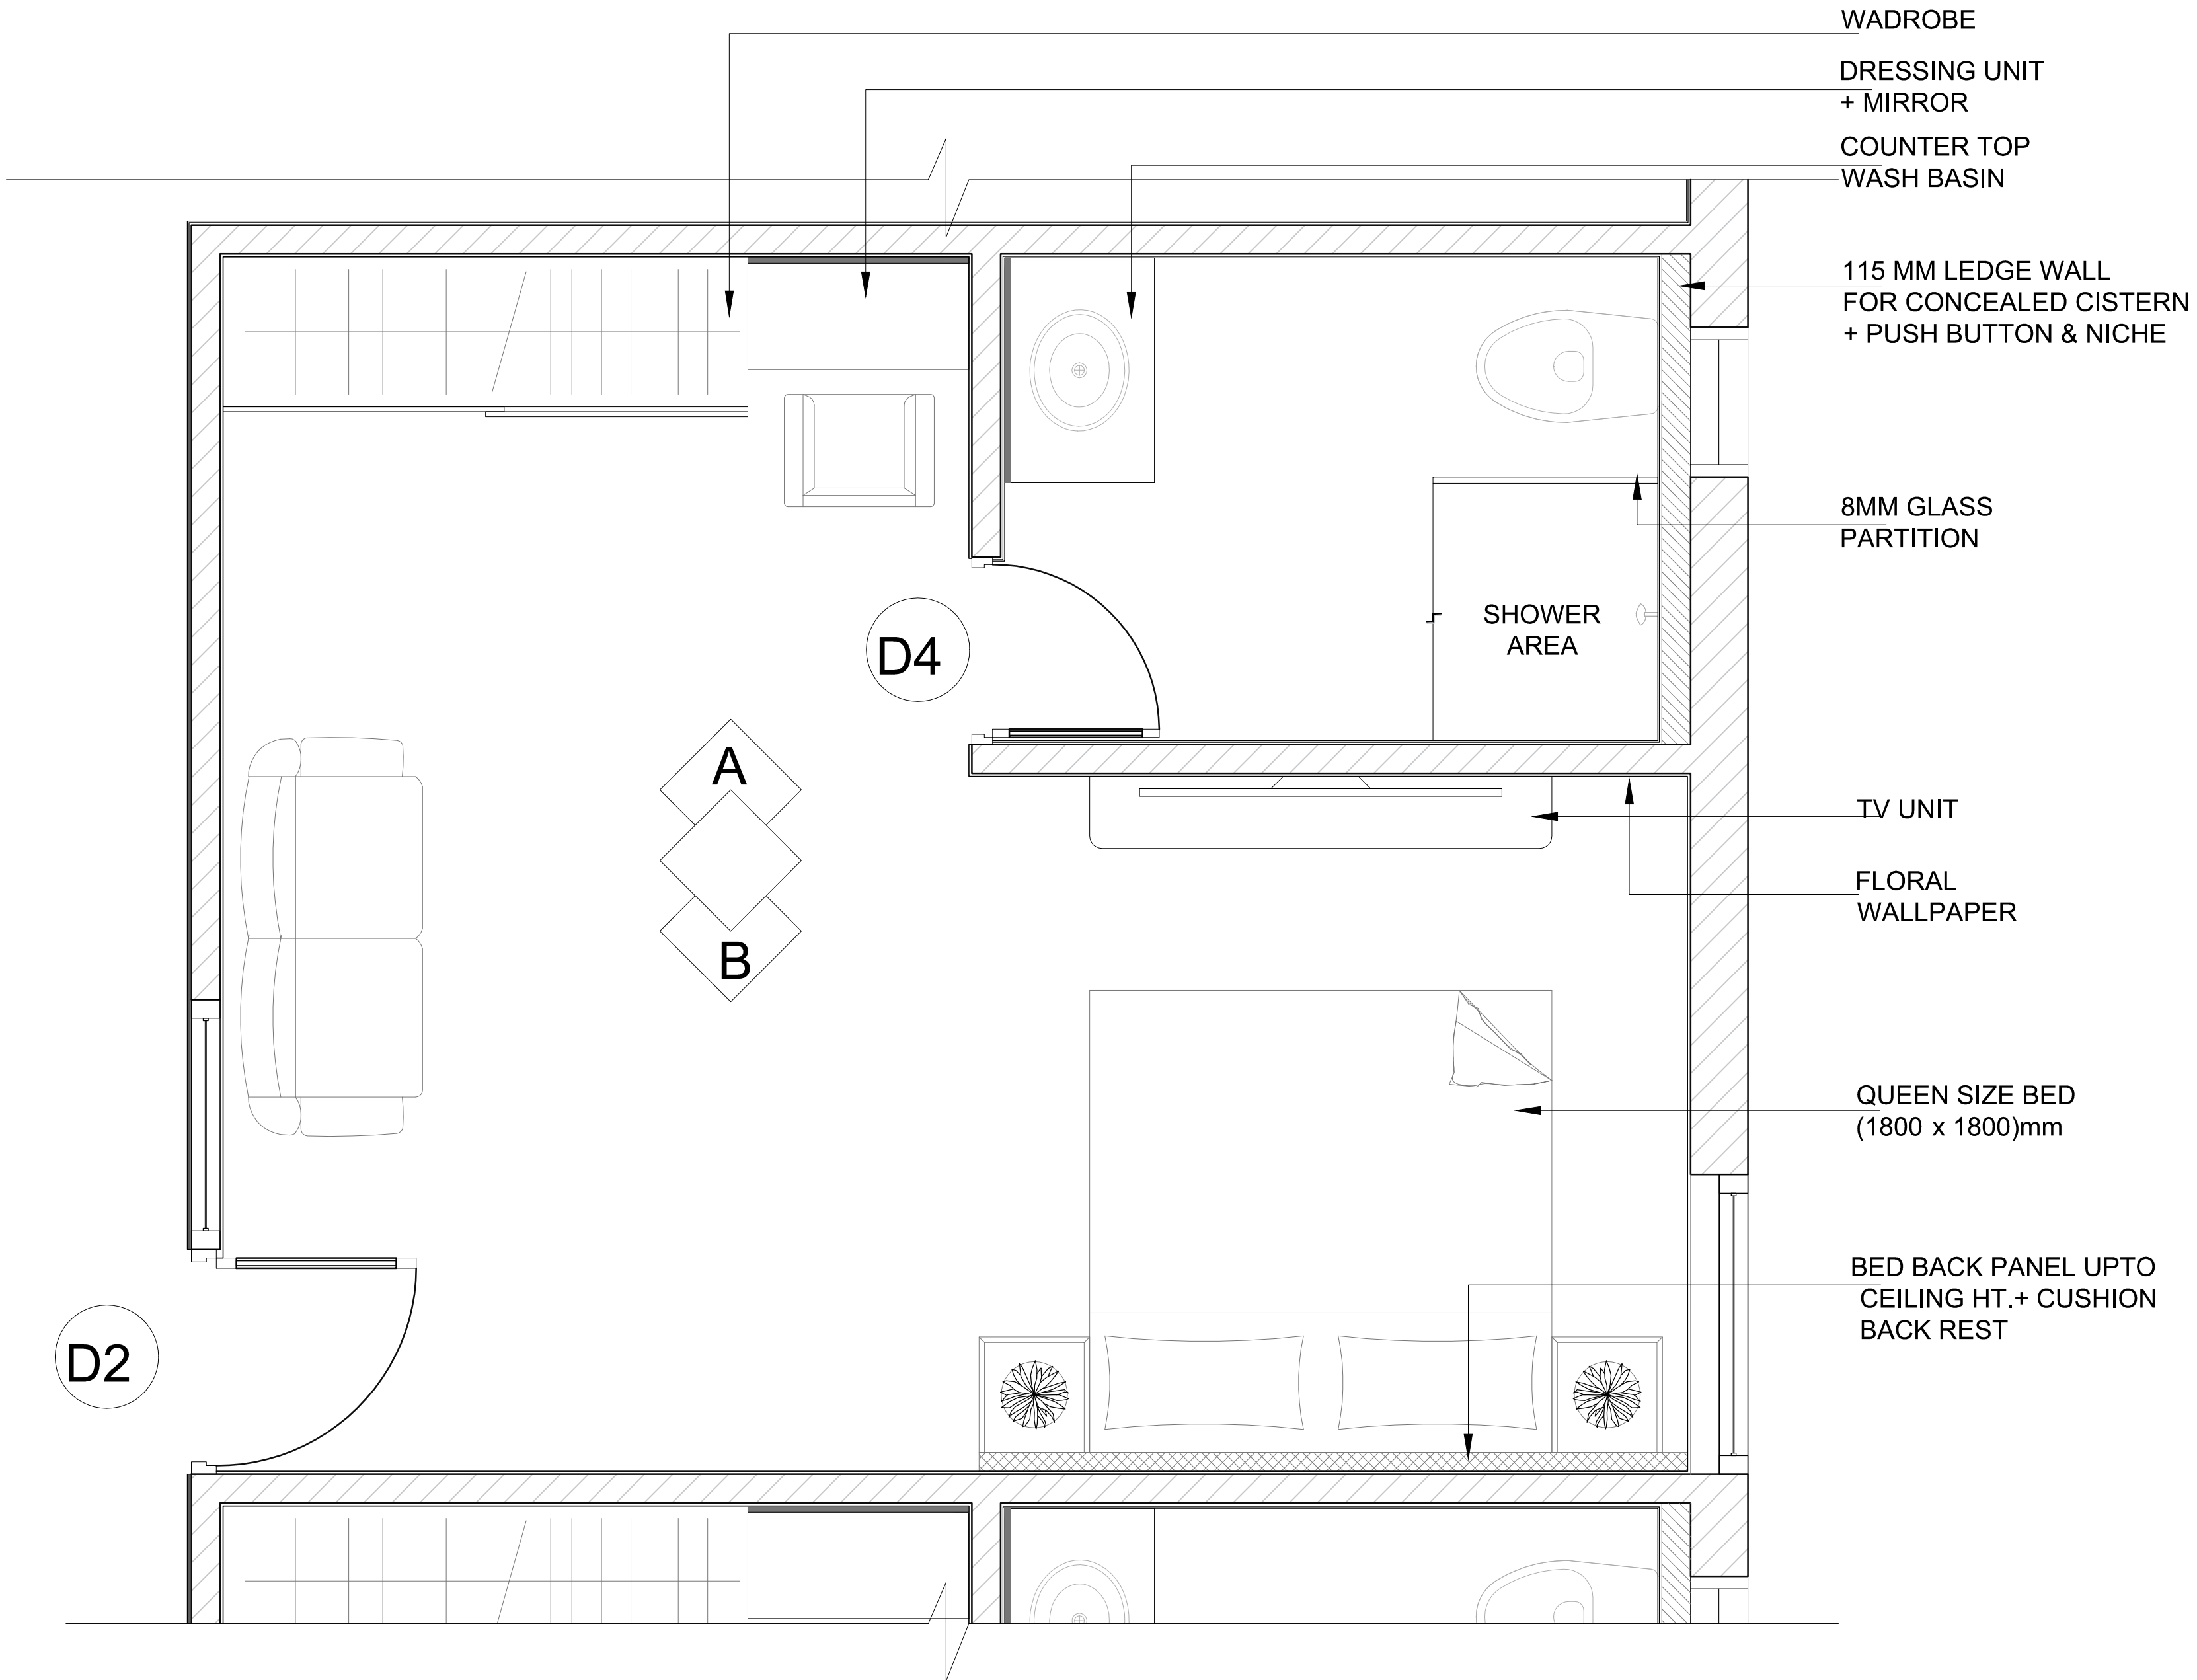 WADROBE
DRESSING UNIT
+ MIRROR
COUNTER TOP
WASH BASIN
115 MM LEDGE WALL
FOR CONCEALED CISTERN
+ PUSH BUTTON & NICHE
8MM GLASS
PARTITION
SHOWER
AREA
D4
A
B
TV UNIT
FLORAL
WALLPAPER
QUEEN SIZE BED
(1800 x 1800)mm
BED BACK PANEL UPTO
CEILING HT.+ CUSHION
BACK REST
D2